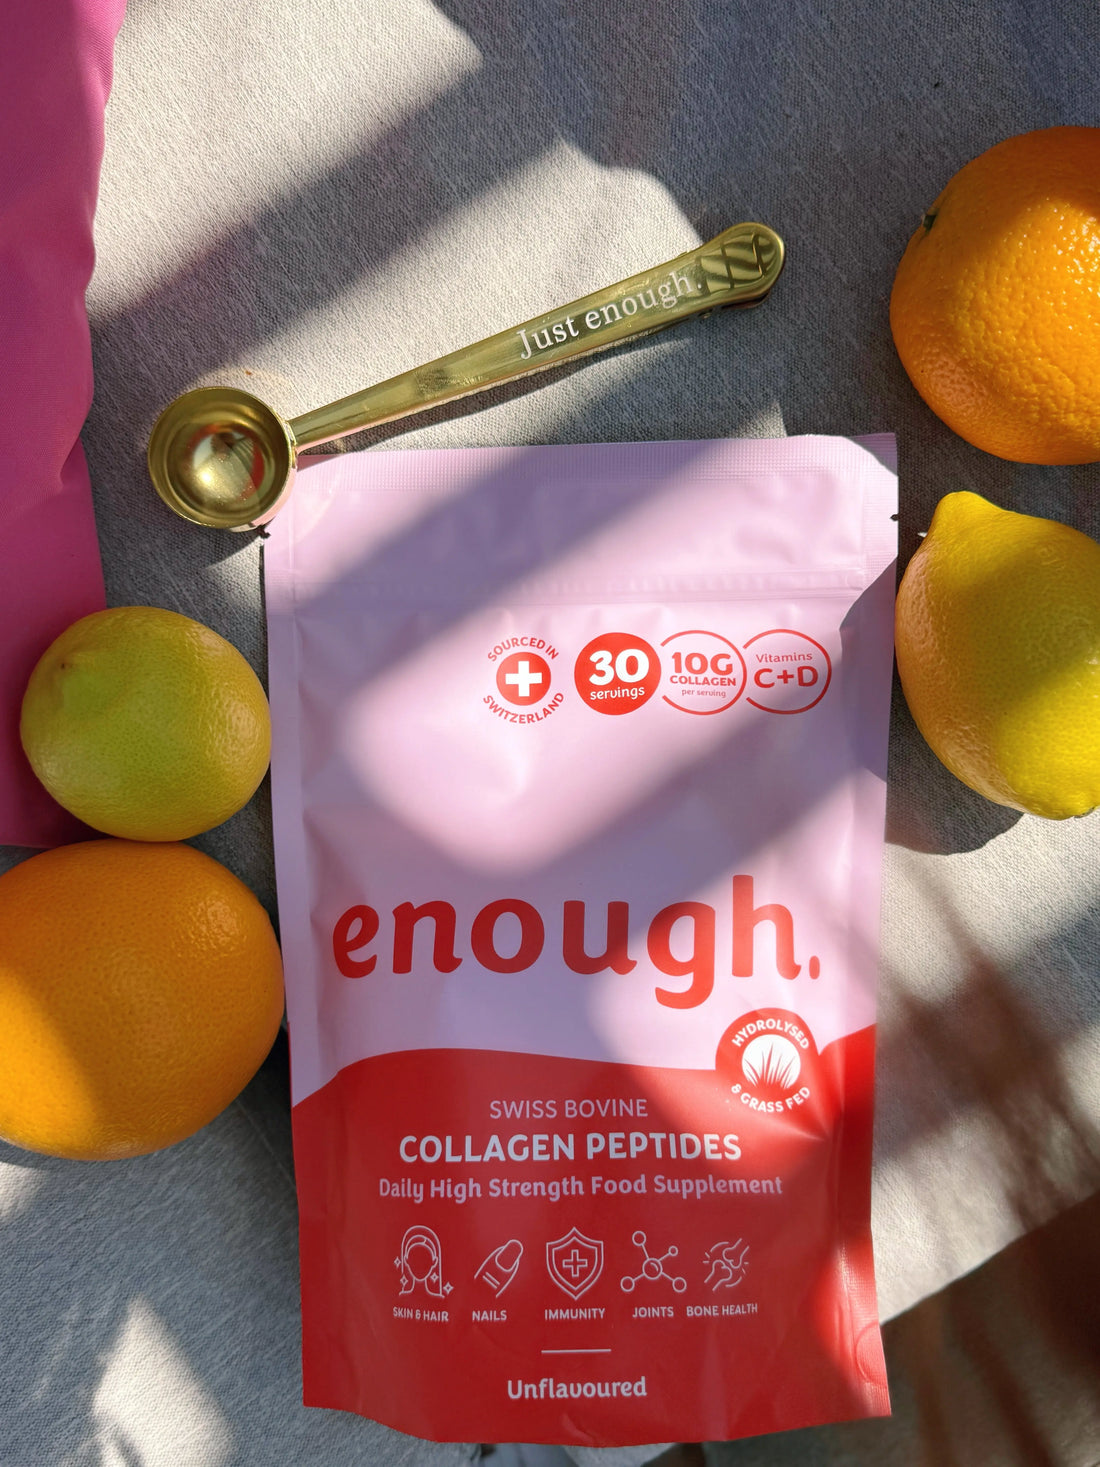 Just enough.
SOURCED IN
SWITZERLAND
30
servings
10G
COLLAGEN
per serving
Vitamins
C+D
enough.
HYDROLYSED
& GRASS FED
SWISS BOVINE
COLLAGEN PEPTIDES
Daily High Strength Food Supplement
SKIN & HAIR
NAILS
IMMUNITY
JOINTS
BONE HEALTH
Unflavoured